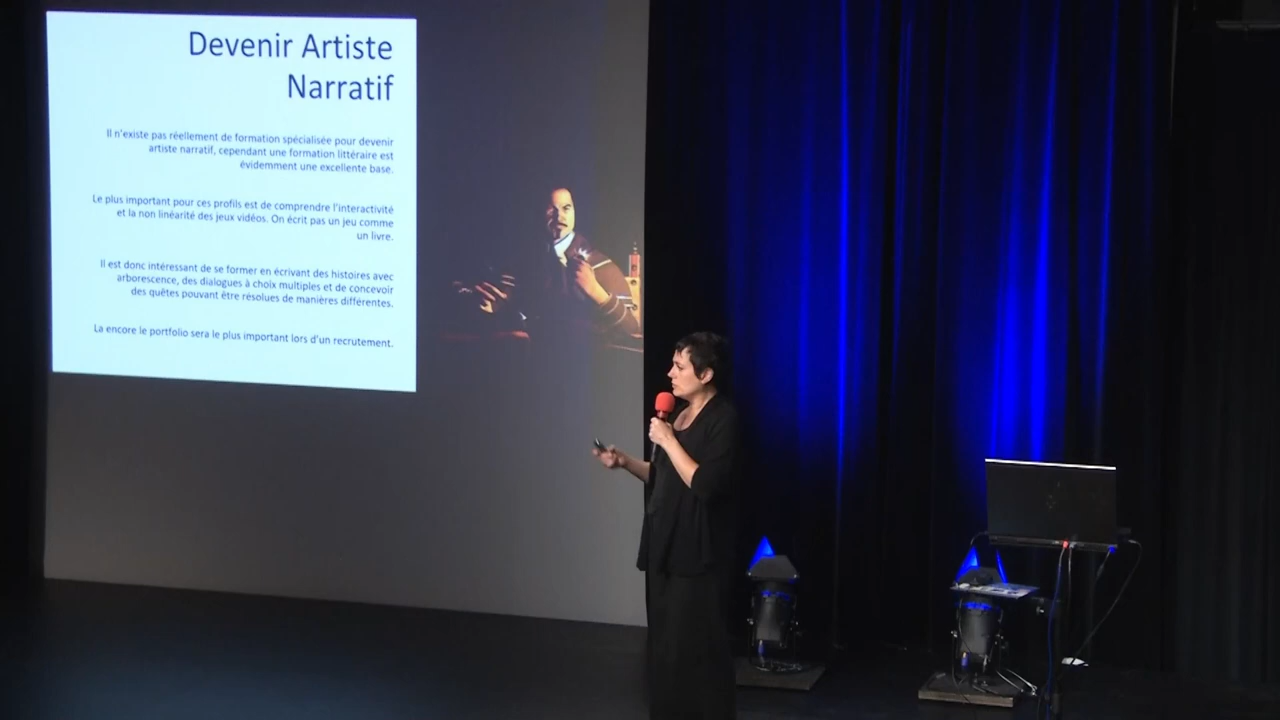 Devenir Artiste
Narratif
Il n'existe pas réellement de formation spécialisée pour devenir
artiste narratif, cependant une formation littéraire est
évidemment une excellente base.
Le plus important pour ces profils est de comprendre l'interactivité
et la non linéarité des jeux vidéos. On écrit pas un jeu comme
un livre.
Il est donc intéressant de se former en écrivant des histoires avec
arborescence, des dialogues à choix multiples et de concevoir
des quêtes pouvant être résolues de manières différentes.
La encore le portfolio sera le plus important lors d'un recrutement.